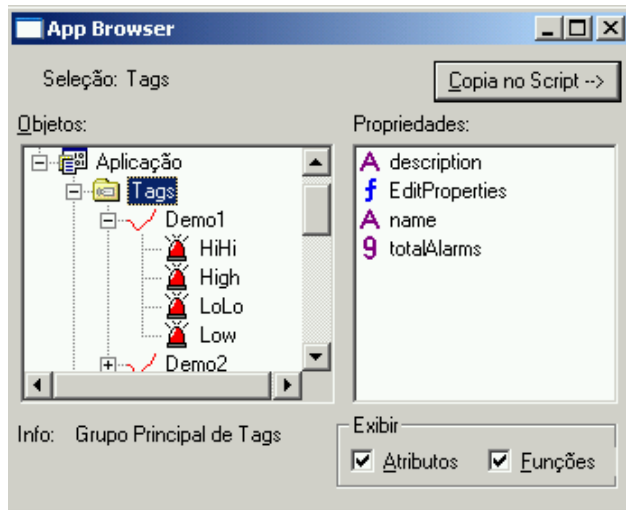 App Browser
Seleção: Tags
Copia no Script -->
Objetos:
Propriedades:
Aplicação
Tags
Demo1
HiHi
High
LoLo
Low
Demo2
A description
f EditProperties
A name
9 totalAlarms
Info: Grupo Principal de Tags
Exibir
Atributos
Funções